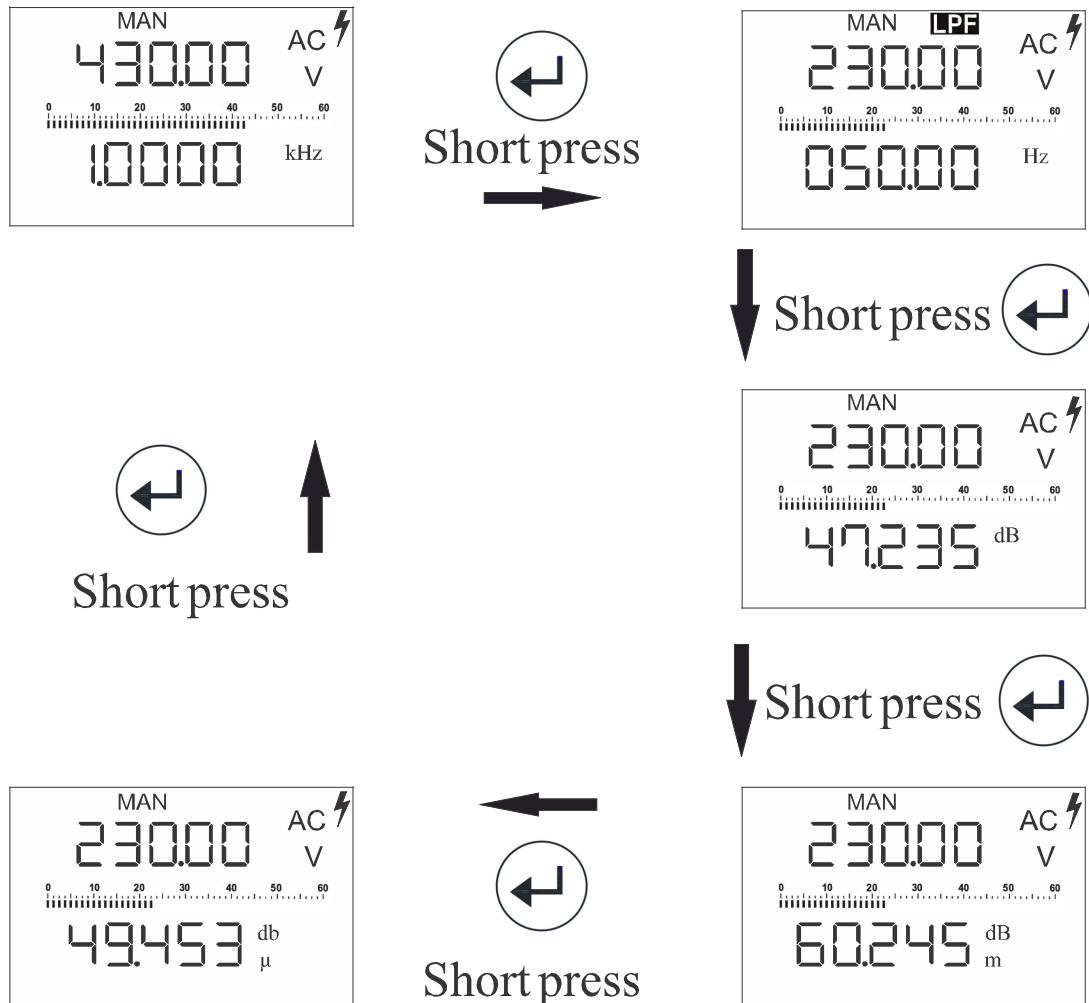 MAN
AC
430.00
V
0 10 20 30 40 50 60
1.0000 kHz
Short press
MAN LPF
AC
230.00
V
0 10 20 30 40 50 60
050.00 Hz
Short press
MAN
AC
230.00
V
0 10 20 30 40 50 60
47.235 dB
Short press
Short press
MAN
AC
230.00
V
0 10 20 30 40 50 60
60.245 dB
m
Short press
MAN
AC
230.00
V
0 10 20 30 40 50 60
49.453 db
μ